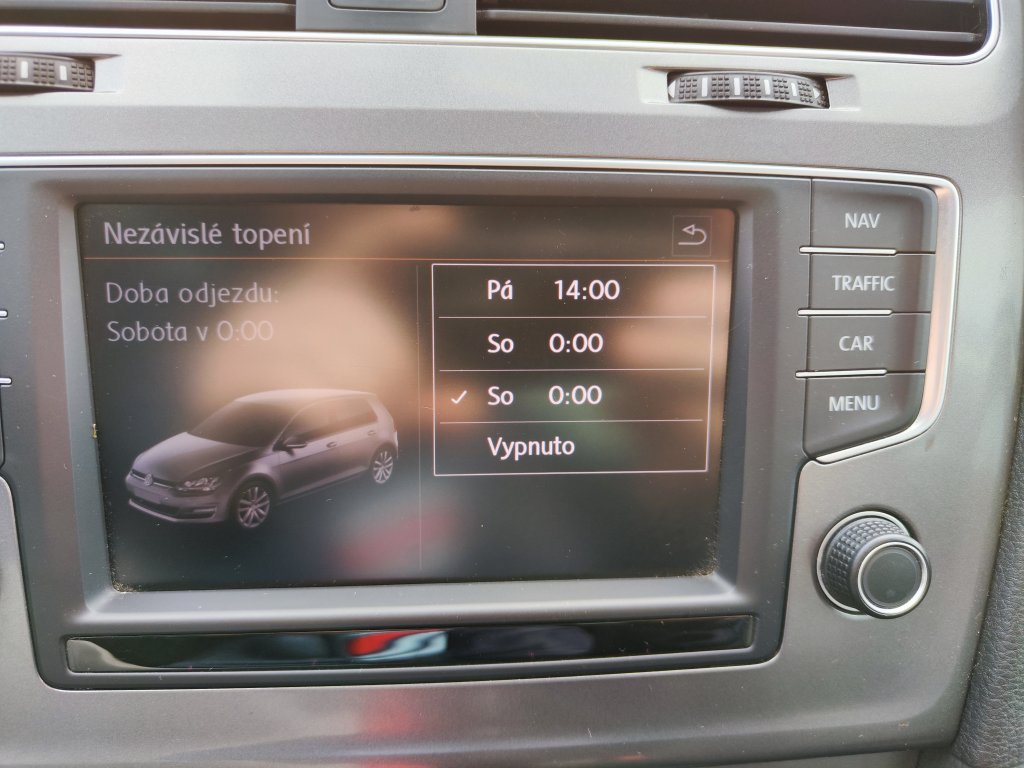 Nezávislé topení
Doba odjezdu:
Sobota v 0:00
Pá 14:00
So 0:00
✓ So 0:00
Vypnuto
NAV
TRAFFIC
CAR
MENU